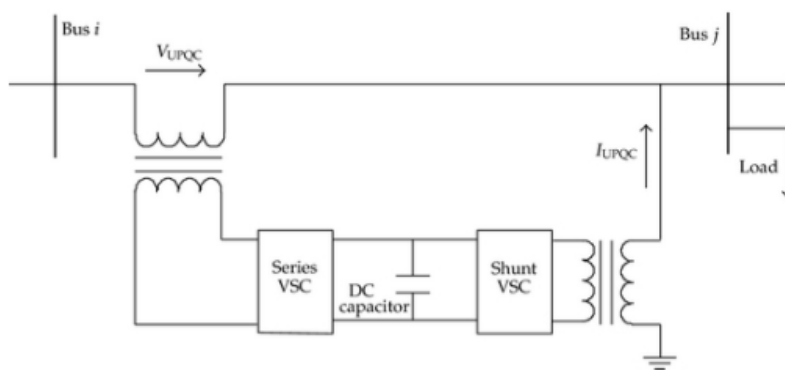 Bus i
V_UPQC
Bus j
I_UPQC
Load
Series
VSC
DC
capacitor
Shunt
VSC